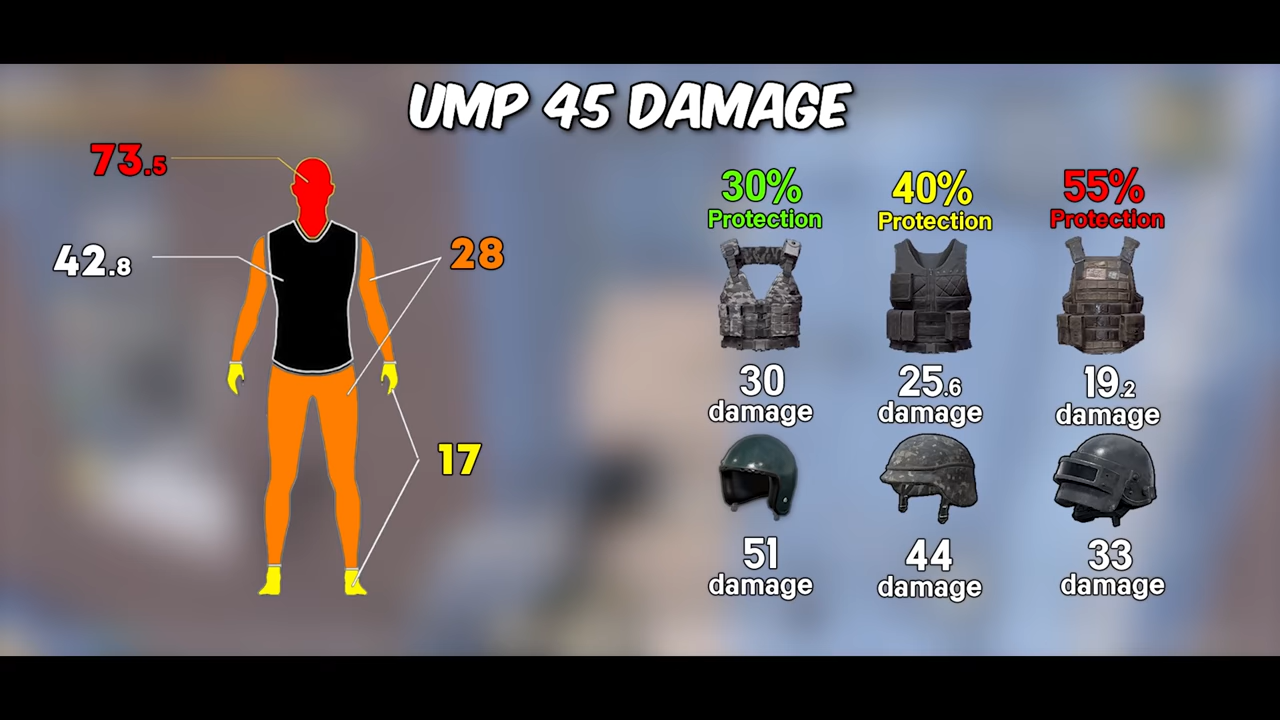 UMP 45 DAMAGE
73.5
42.8
28
17
30%
Protection
40%
Protection
55%
Protection
30
damage
25.6
damage
19.2
damage
51
damage
44
damage
33
damage